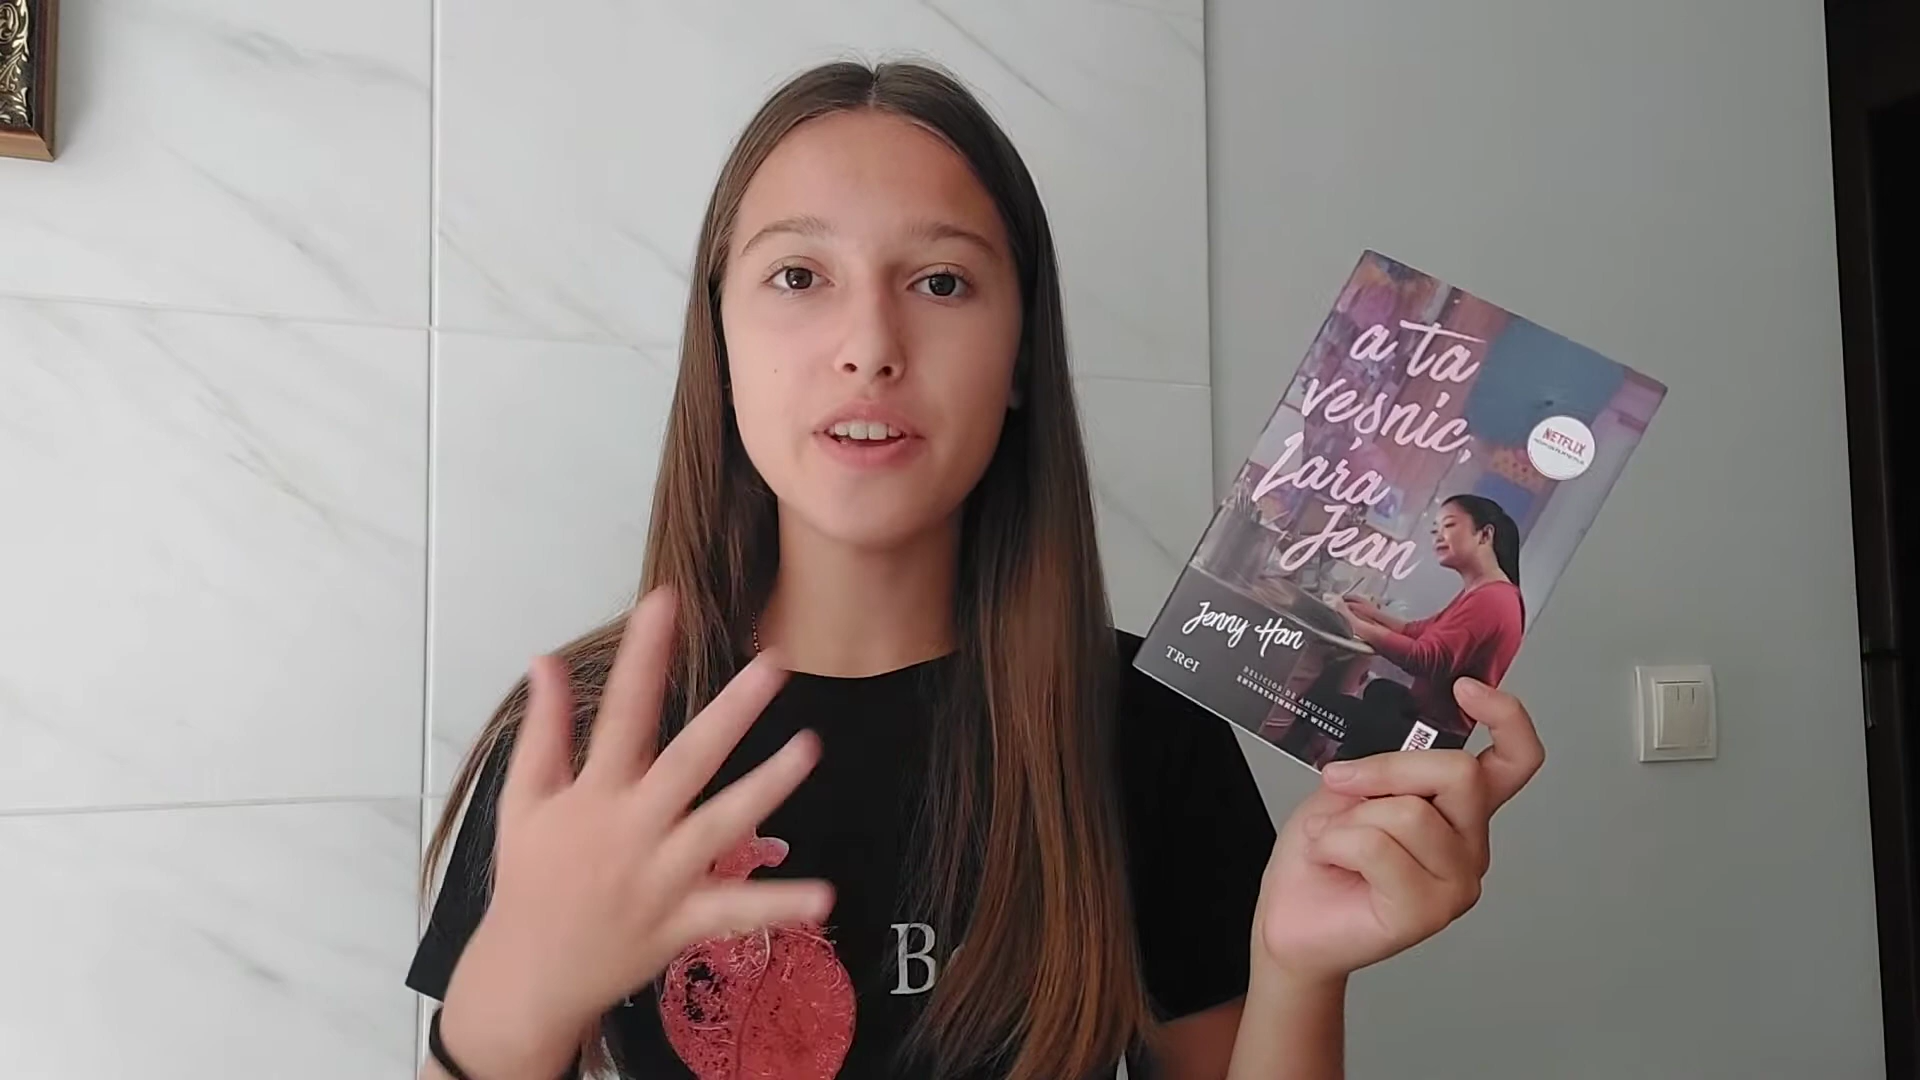 a ta
veșnic,
Lara
Jean
NETFLIX
Jenny Han
TREI
DELICIOS DE AMUZANTĂ.
ENTERTAINMENT WEEKLY
B